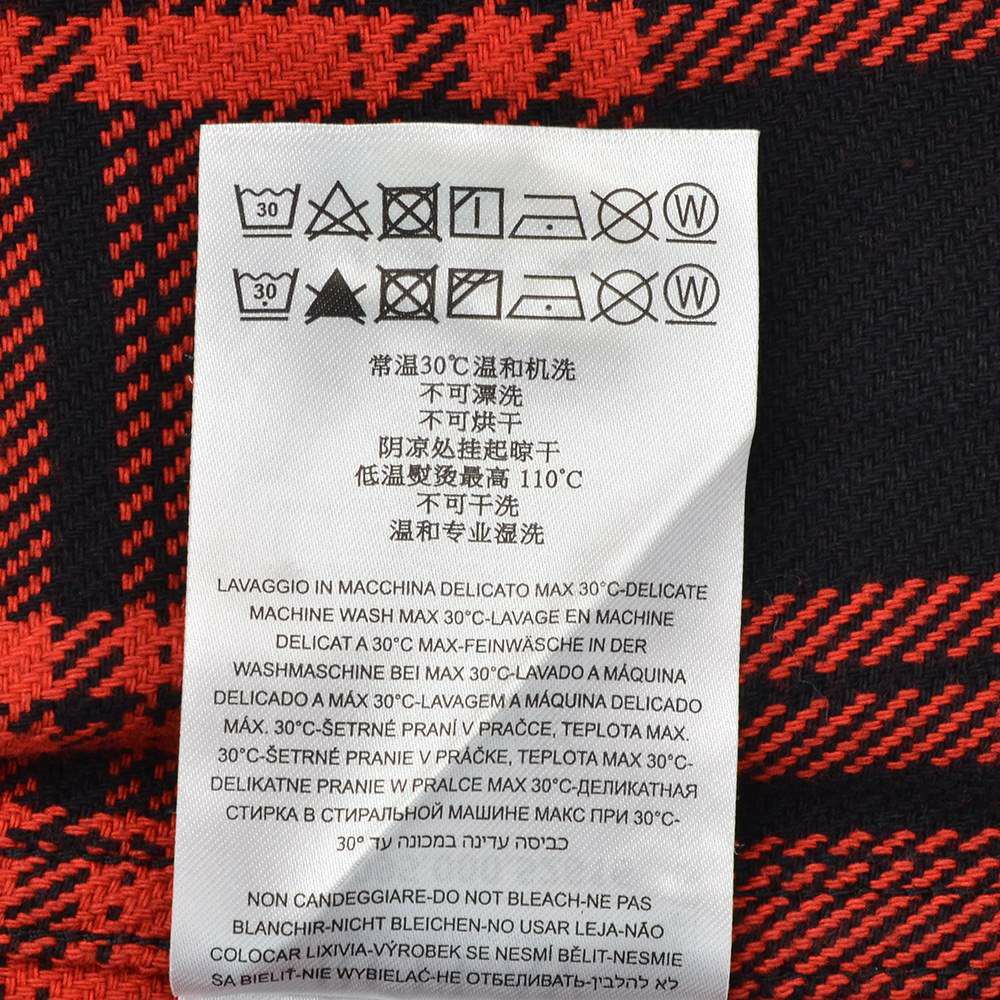 30 W
30 W
常温30℃温和机洗
不可漂洗
不可烘干
阴凉处挂起晾干
低温熨烫最高 110℃
不可干洗
温和专业湿洗
LAVAGGIO IN MACCHINA DELICATO MAX 30°C-DELICATE
MACHINE WASH MAX 30°C-LAVAGE EN MACHINE
DELICAT A 30°C MAX-FEINWÄSCHE IN DER
WASHMASCHINE BEI MAX 30°C-LAVADO A MÁQUINA
DELICADO A MÁX 30°C-LAVAGEM A MÁQUINA DELICADO
MÁX. 30°C-ŠETRNÉ PRANÍ V PRAČCE, TEPLOTA MAX.
30°C-ŠETRNÉ PRANIE V PRÁČKE, TEPLOTA MAX 30°C-
DELIKATNE PRANIE W PRALCE MAX 30°C-ДЕЛИКАТНАЯ
СТИРКА В СТИРАЛЬНОЙ МАШИНЕ МАКС ПРИ 30°C-
כביסה עדינה במכונה עד 30°
NON CANDEGGIARE-DO NOT BLEACH-NE PAS
BLANCHIR-NICHT BLEICHEN-NO USAR LEJA-NÃO
COLOCAR LIXIVIA-VÝROBEK SE NESMÍ BĚLIT-NESMIE
SA BIELIŤ-NIE WYBIELAĆ-НЕ ОТБЕЛИВАТЬ-לא להלבין